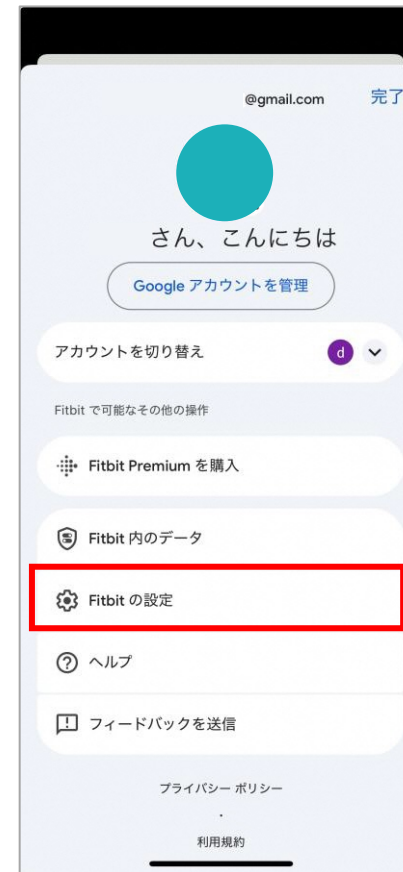 @gmail.com 完了
さん、こんにちは
Google アカウントを管理
アカウントを切り替え d
Fitbit で可能なその他の操作
Fitbit Premium を購入
Fitbit 内のデータ
Fitbit の設定
ヘルプ
フィードバックを送信
プライバシー ポリシー
・
利用規約